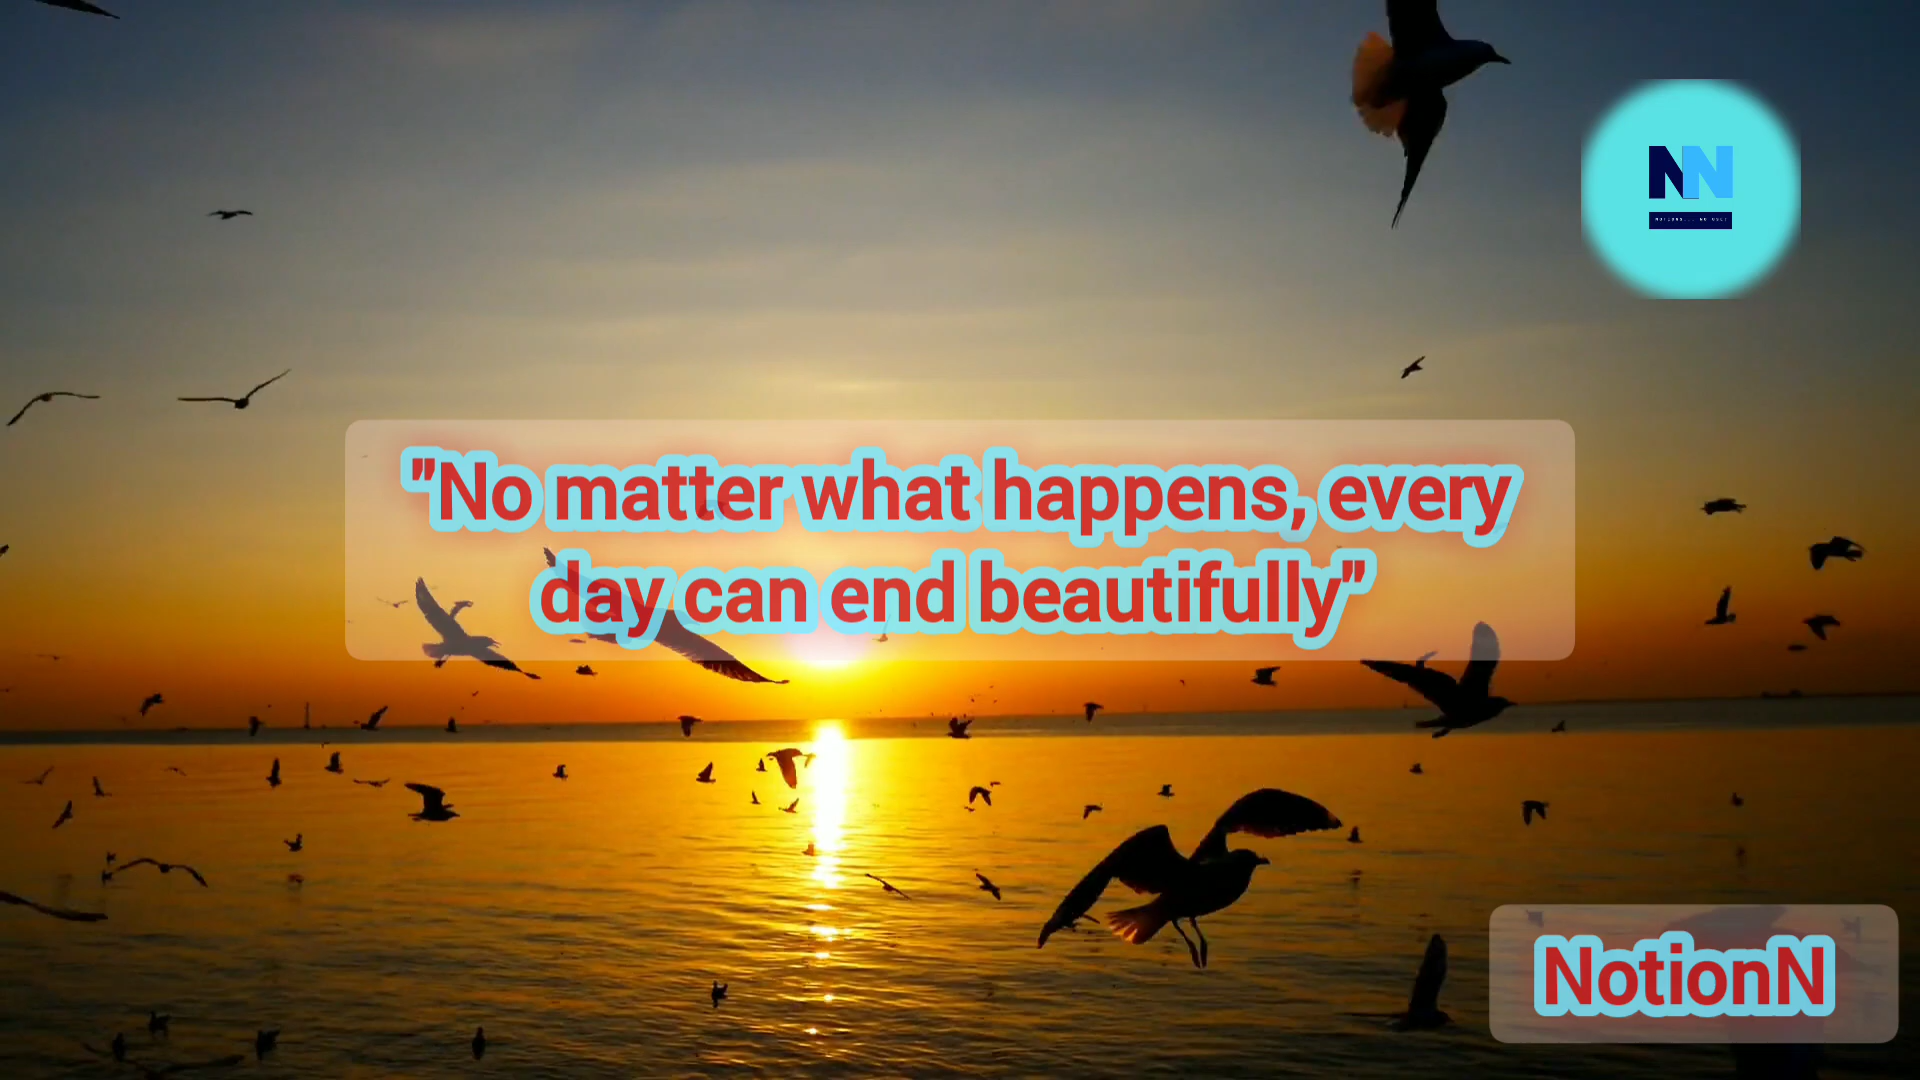 NN
"No matter what happens, every
day can end beautifully"
NotionN